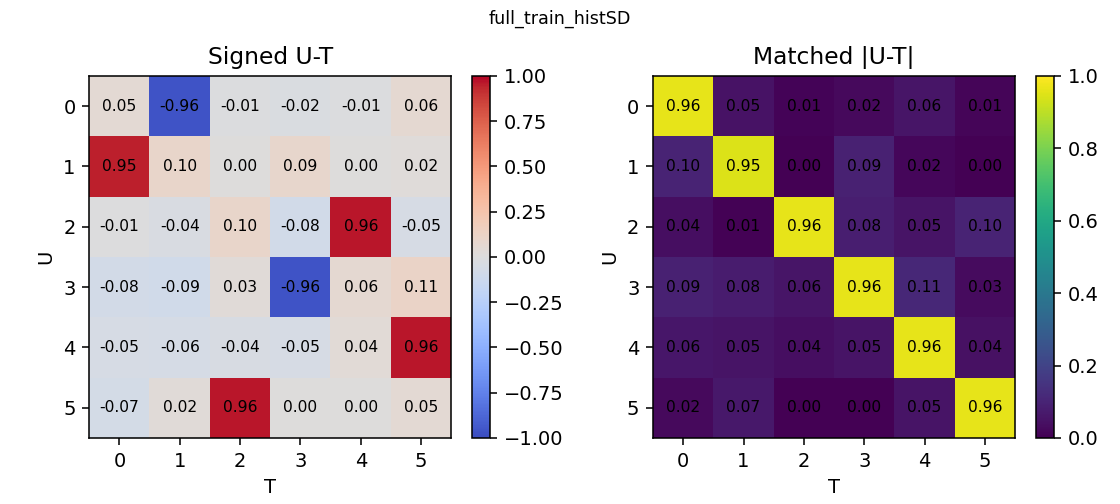 full_train_histSD
Signed U-T
0 0.05 -0.96 -0.01 -0.02 -0.01 0.06
1 0.95 0.10 0.00 0.09 0.00 0.02
2 -0.01 -0.04 0.10 -0.08 0.96 -0.05
3 -0.08 -0.09 0.03 -0.96 0.06 0.11
4 -0.05 -0.06 -0.04 -0.05 0.04 0.96
5 -0.07 0.02 0.96 0.00 0.00 0.05
0 1 2 3 4 5
U
T
1.00
0.75
0.50
0.25
0.00
−0.25
−0.50
−0.75
−1.00
Matched |U-T|
0 0.96 0.05 0.01 0.02 0.06 0.01
1 0.10 0.95 0.00 0.09 0.02 0.00
2 0.04 0.01 0.96 0.08 0.05 0.10
3 0.09 0.08 0.06 0.96 0.11 0.03
4 0.06 0.05 0.04 0.05 0.96 0.04
5 0.02 0.07 0.00 0.00 0.05 0.96
0 1 2 3 4 5
U
T
1.0
0.8
0.6
0.4
0.2
0.0